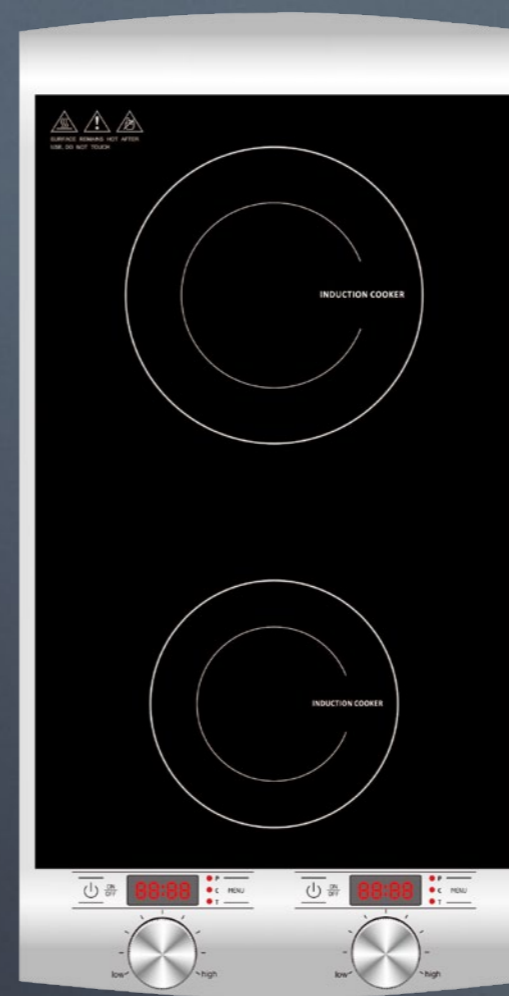 SURFACE REMAINS HOT AFTER
USE. DO NOT TOUCH
INDUCTION COOKER
INDUCTION COOKER
ON
OFF
88:88
P
C
T
MENU
low
high
ON
OFF
88:88
P
C
T
MENU
low
high